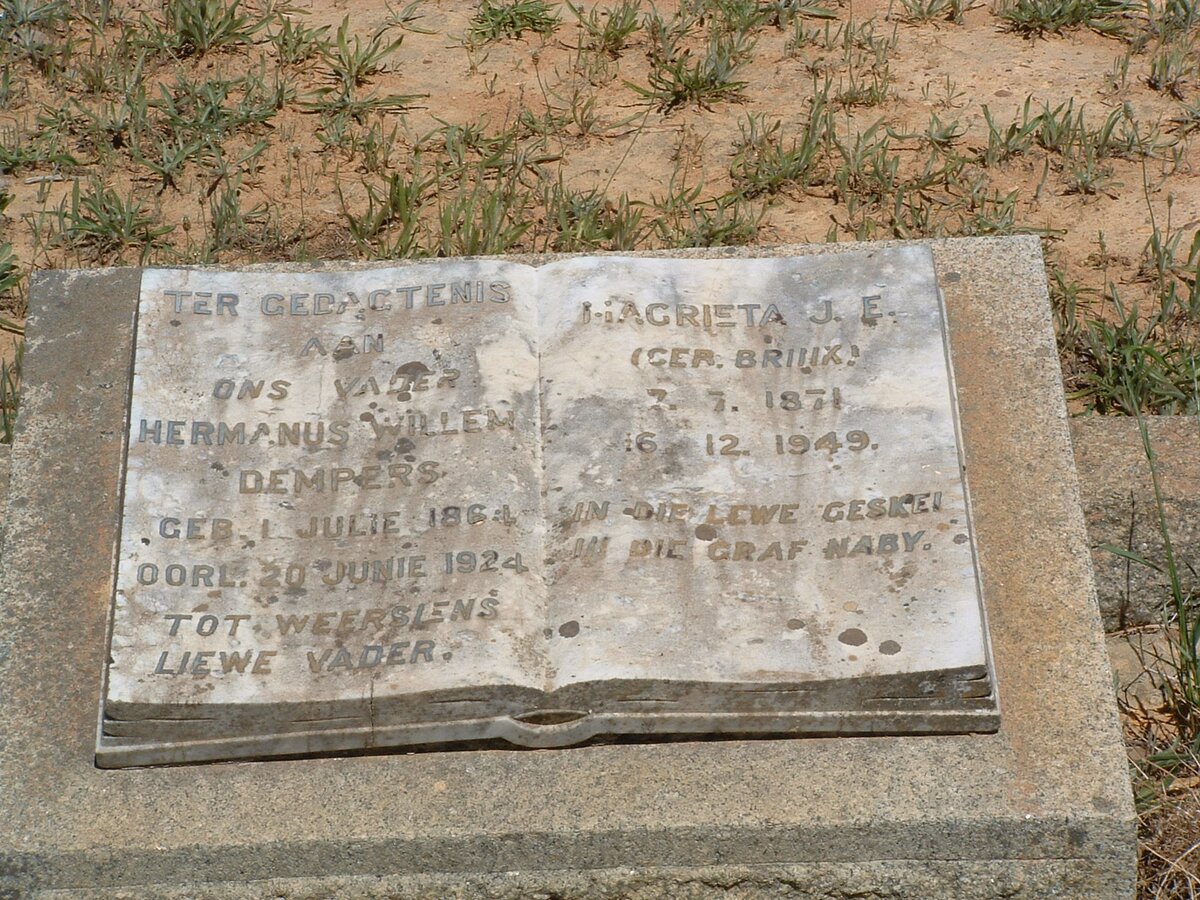 TER GEDAGTENIS
AAN
ONS VADER
HERMANUS WILLEM
DEMPERS
GEB. 1 JULIE 1864
OORL. 20 JUNIE 1924
TOT WEERSIENS
LIEWE VADER.
MAGRIETA J. E.
(GEB. BRINK)
7. 7. 1871
16 12. 1949.
IN DIE LEWE GESKEI
IN DIE GRAF NABY.